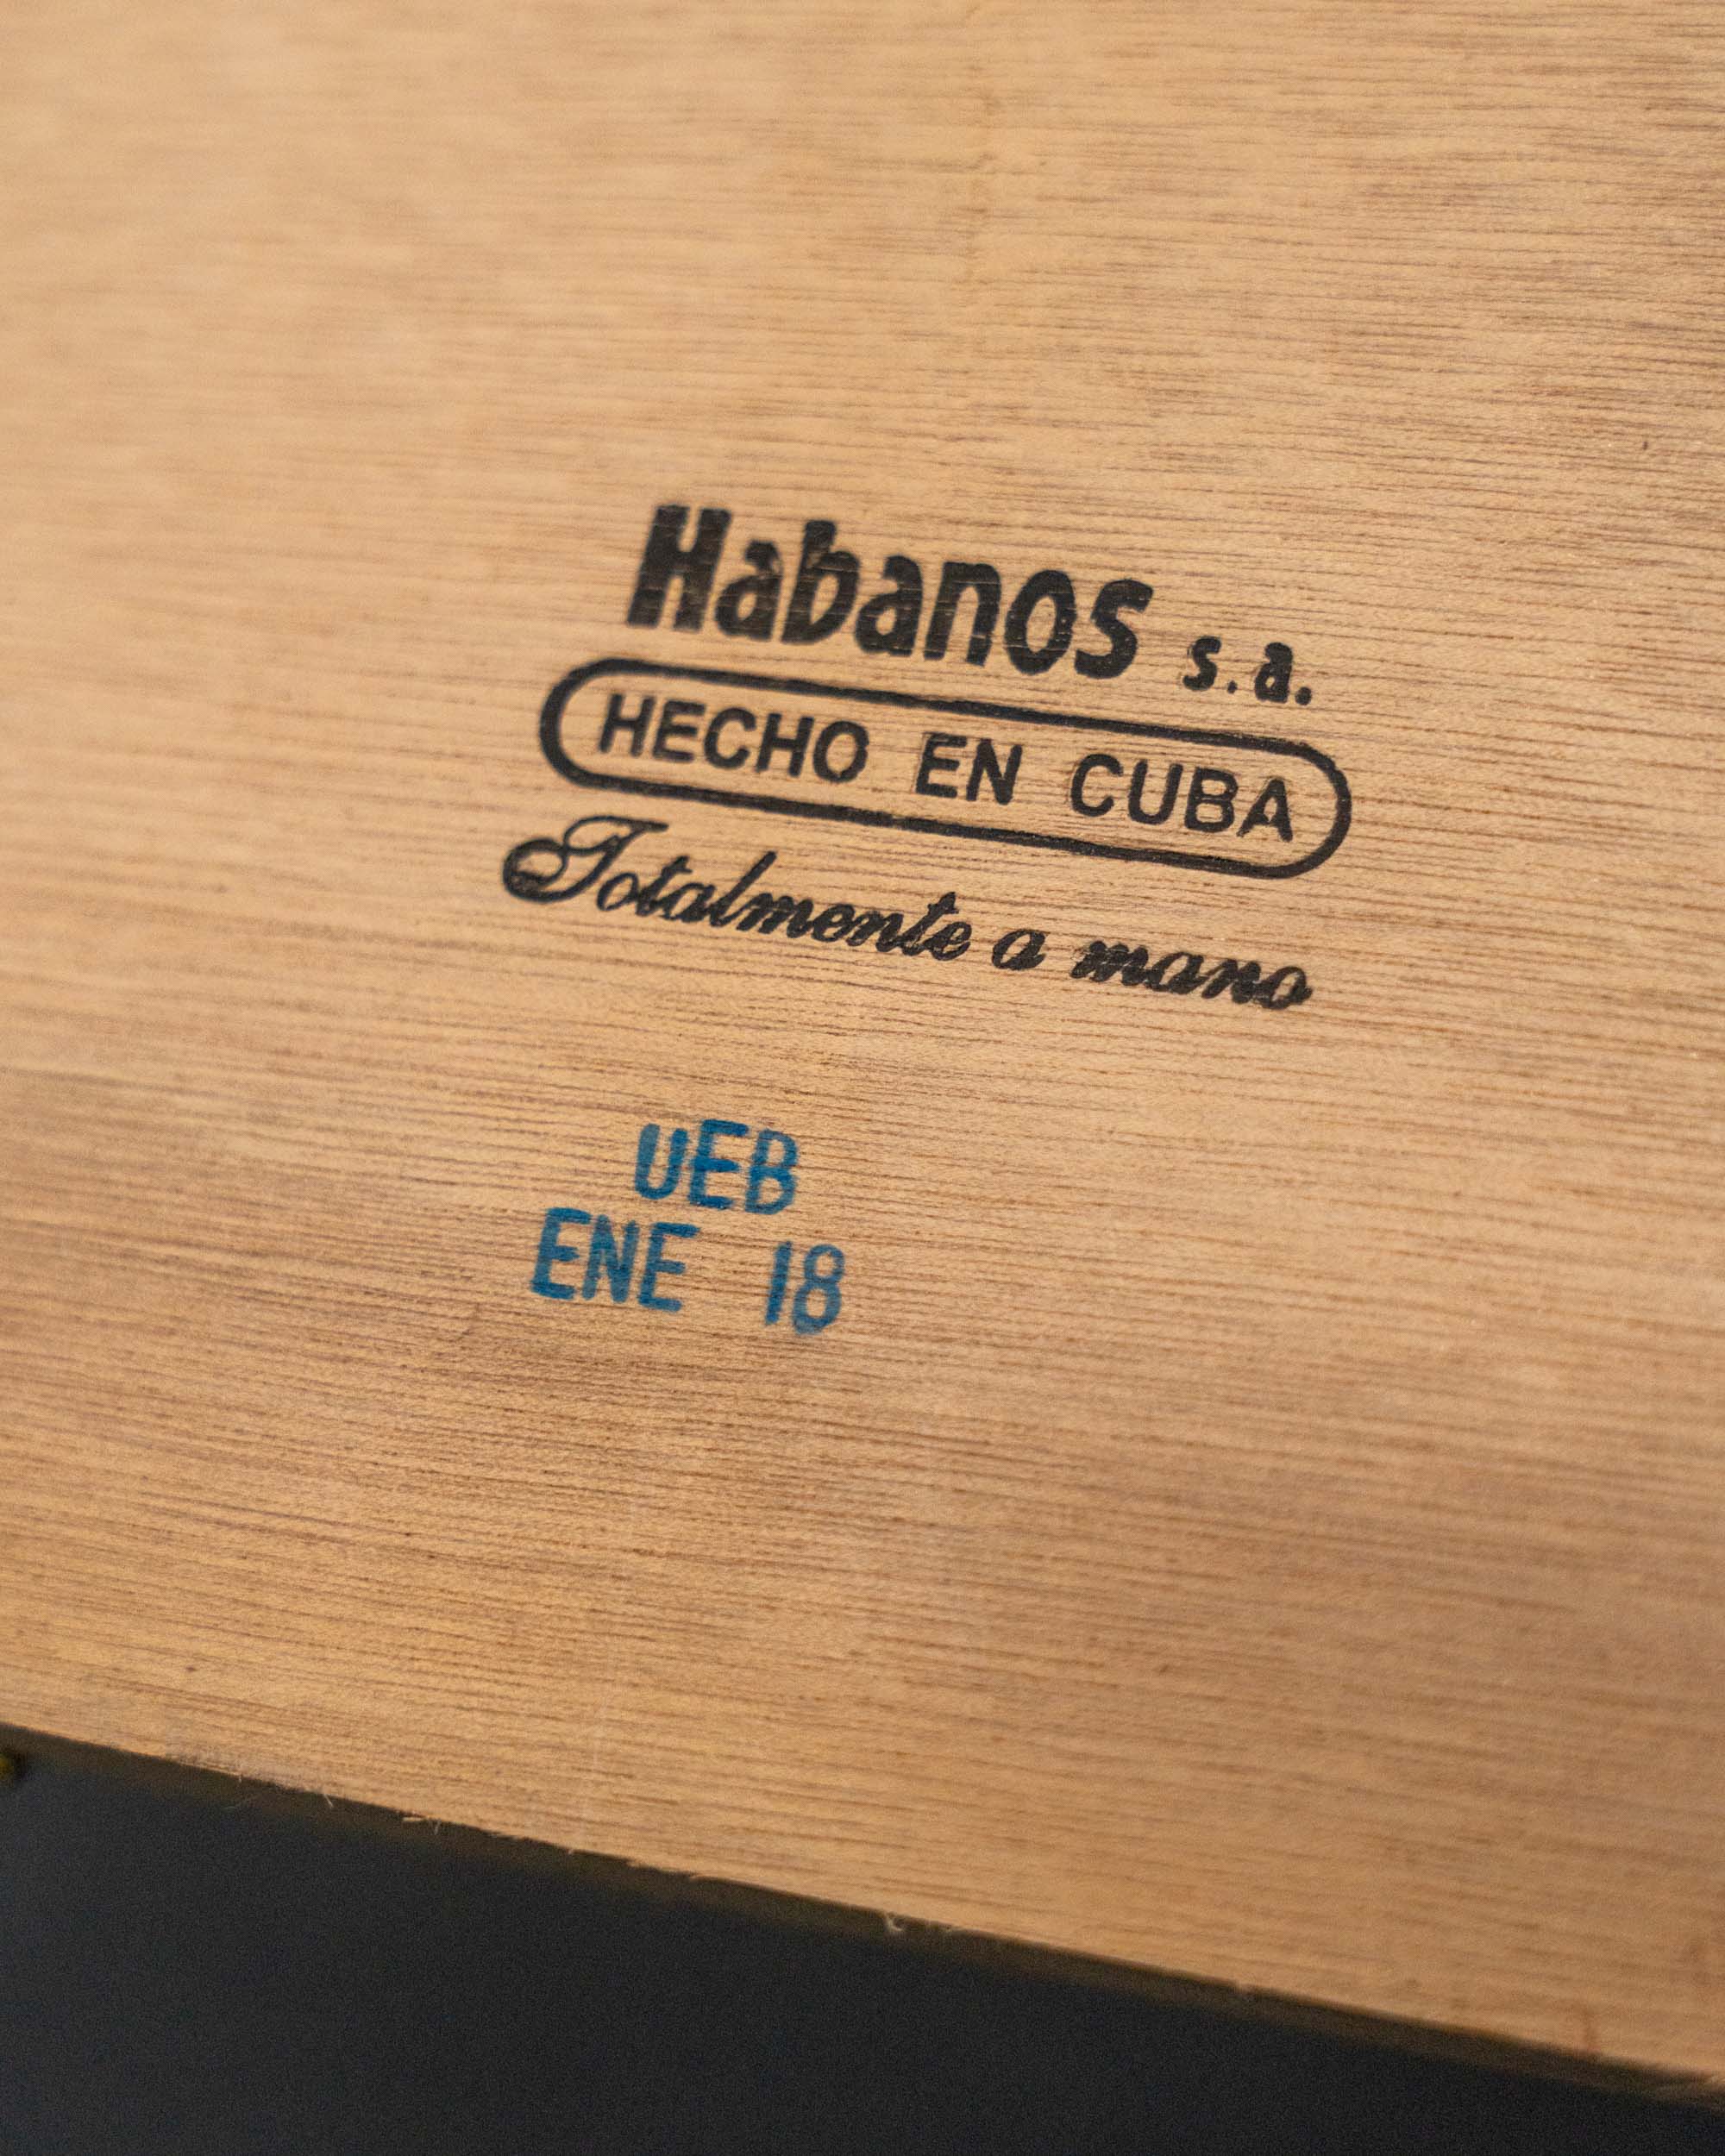 Habanos s.a.
HECHO EN CUBA
Totalmente a mano
UEB
ENE 18